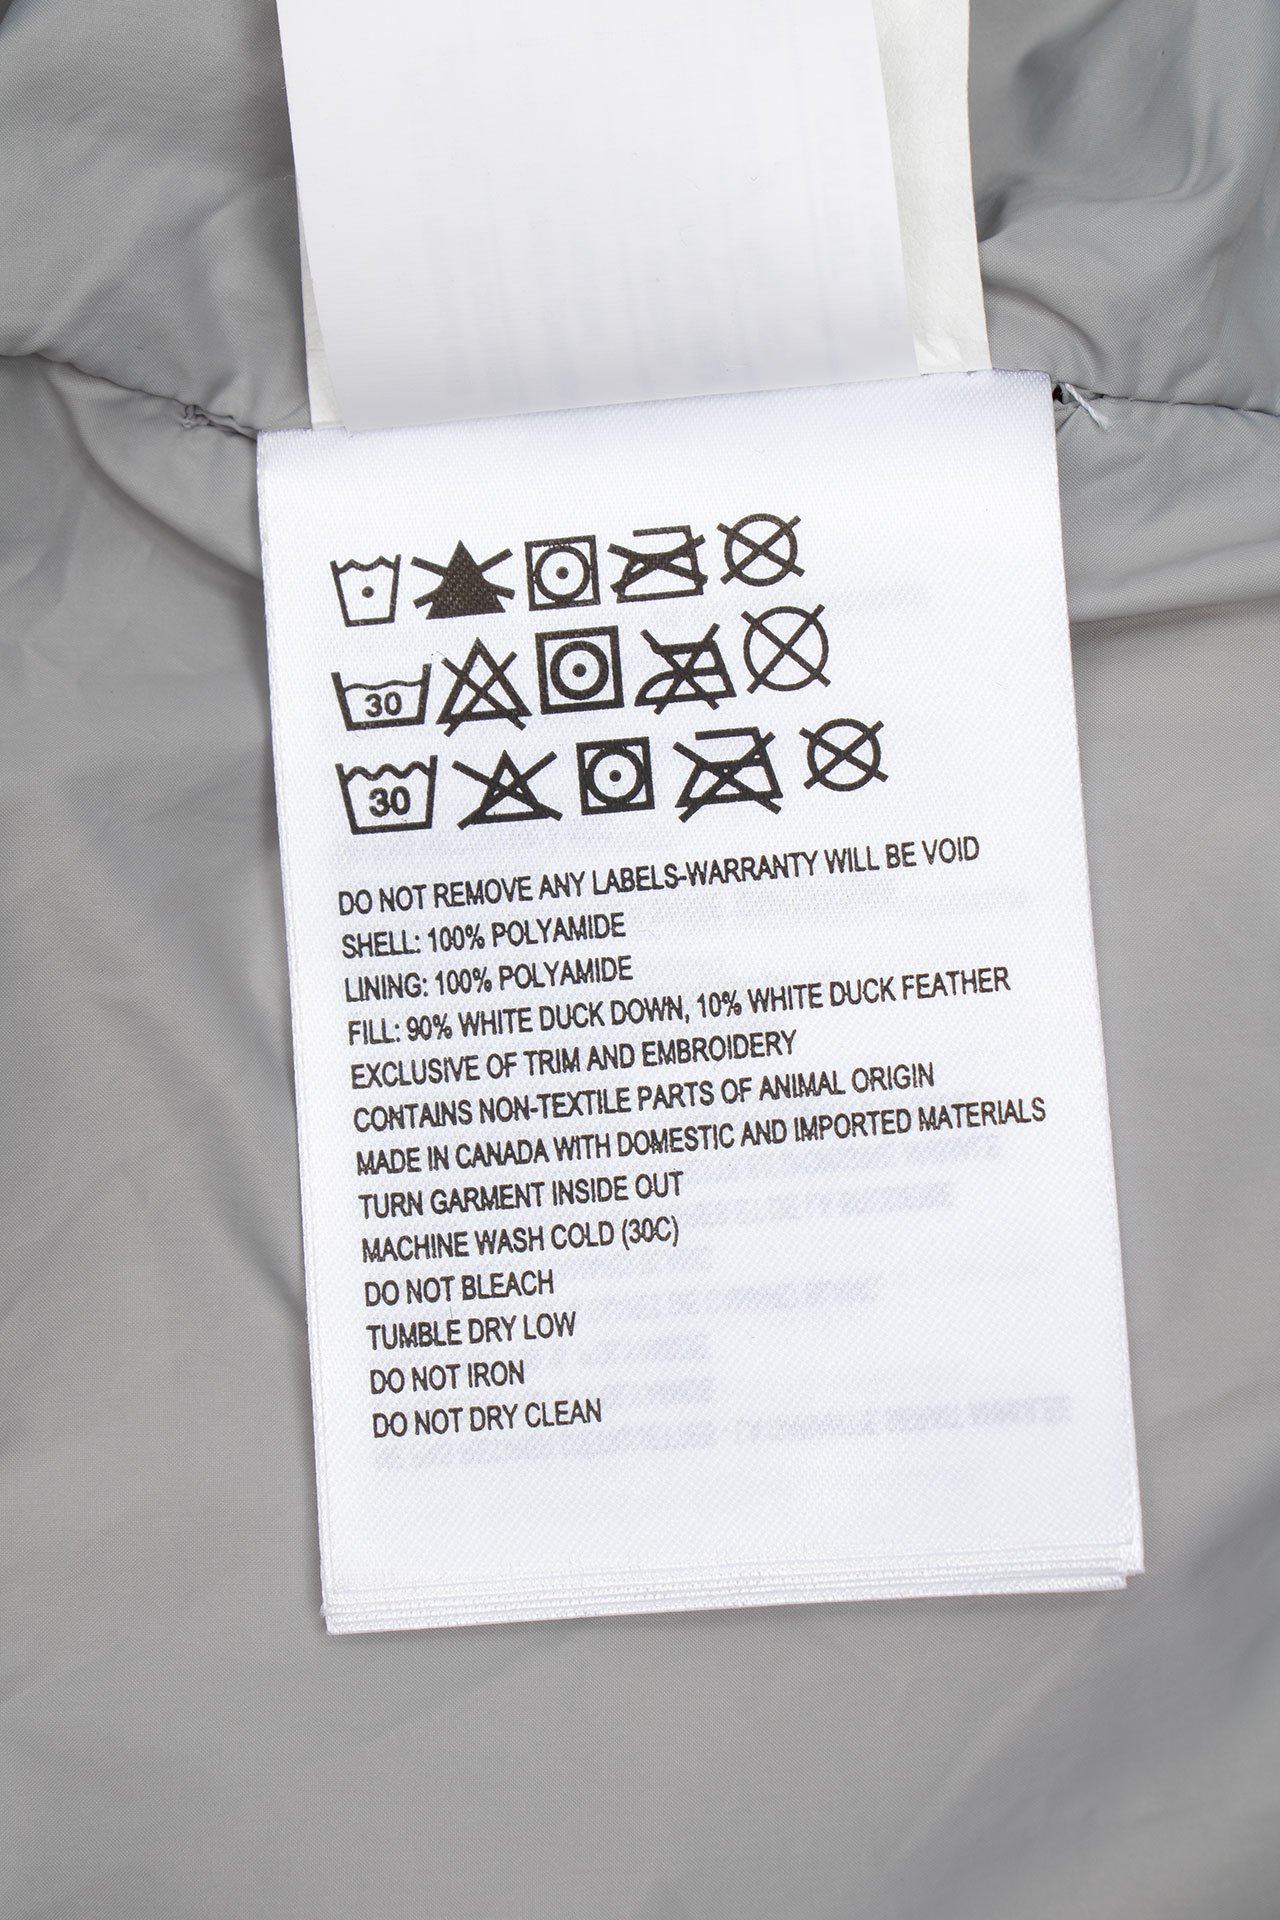 30
30
DO NOT REMOVE ANY LABELS-WARRANTY WILL BE VOID
SHELL: 100% POLYAMIDE
LINING: 100% POLYAMIDE
FILL: 90% WHITE DUCK DOWN, 10% WHITE DUCK FEATHER
EXCLUSIVE OF TRIM AND EMBROIDERY
CONTAINS NON-TEXTILE PARTS OF ANIMAL ORIGIN
MADE IN CANADA WITH DOMESTIC AND IMPORTED MATERIALS
TURN GARMENT INSIDE OUT
MACHINE WASH COLD (30C)
DO NOT BLEACH
TUMBLE DRY LOW
DO NOT IRON
DO NOT DRY CLEAN